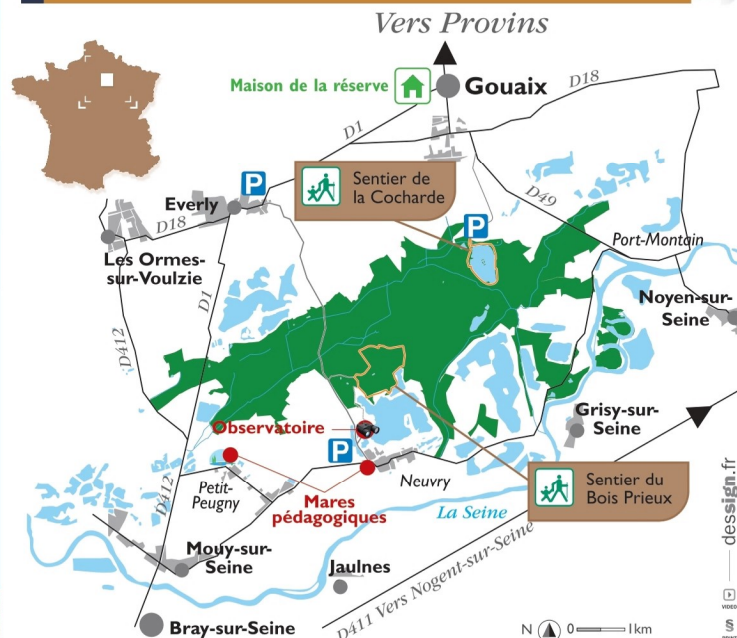 Vers Provins
Maison de la réserve
Gouaix
D18
D1
P
Sentier de
la Cocharde
Everly
D18
P
D49
Port-Montain
Les Ormes-
sur-Voulzie
D1
D412
Noyen-sur-
Seine
Observatoire
P
Grisy-sur-
Seine
Petit-
Peugny
D412
Mares
pédagogiques
Neuvry
La Seine
Sentier du
Bois Prieux
Mouy-sur-
Seine
Jaulnes
D411 Vers Nogent-sur-Seine
Bray-sur-Seine
N
0
1km
dessign.fr
VIDEO
§